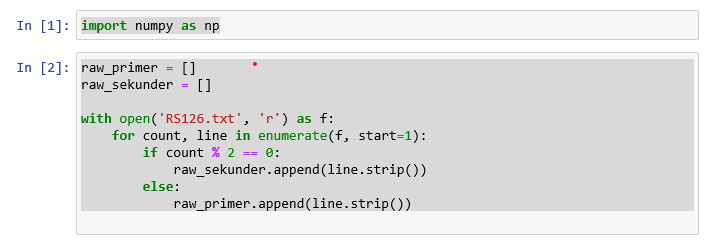 In [1]: import numpy as np
In [2]: raw_primer = []
raw_sekunder = []
with open('RS126.txt', 'r') as f:
    for count, line in enumerate(f, start=1):
        if count % 2 == 0:
            raw_sekunder.append(line.strip())
        else:
            raw_primer.append(line.strip())